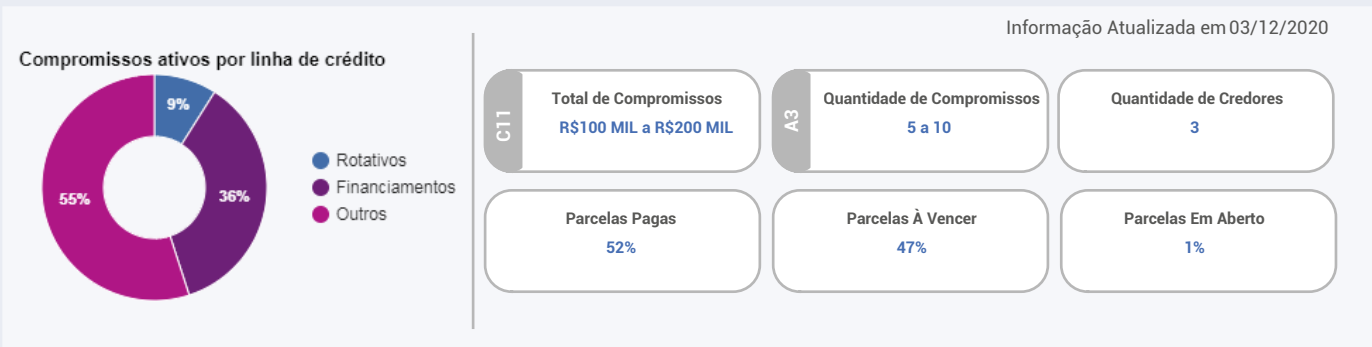 Informação Atualizada em 03/12/2020
Compromissos ativos por linha de crédito
9%
36%
55%
Rotativos
Financiamentos
Outros
C11
Total de Compromissos
R$100 MIL a R$200 MIL
A3
Quantidade de Compromissos
5 a 10
Quantidade de Credores
3
Parcelas Pagas
52%
Parcelas À Vencer
47%
Parcelas Em Aberto
1%